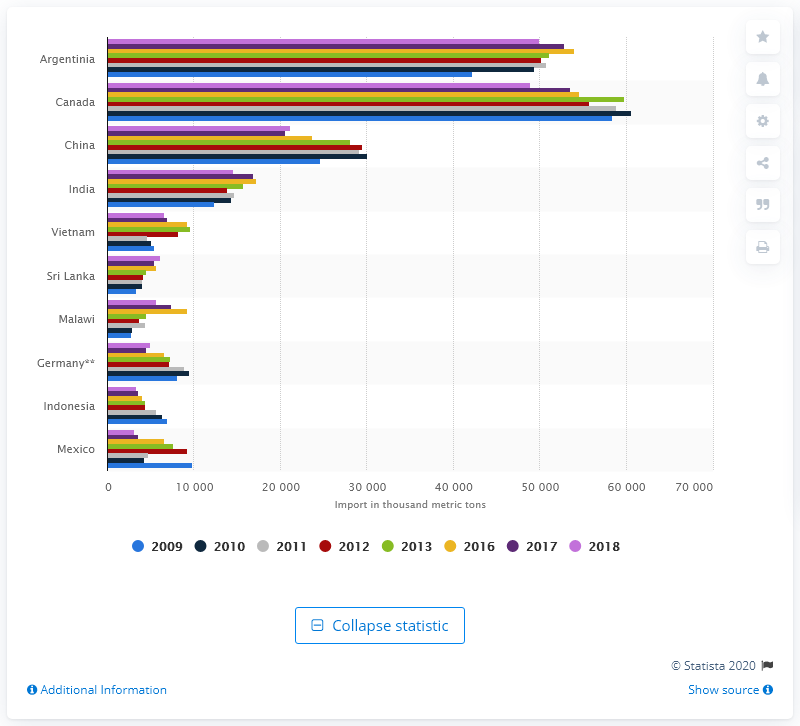 Argentinia
Canada
China
India
Vietnam
Sri Lanka
Malawi
Germany**
Indonesia
Mexico
0 10 000 20 000 30 000 40 000 50 000 60 000 70 000
Import in thousand metric tons
2009 2010 2011 2012 2013 2016 2017 2018
Collapse statistic
© Statista 2020
Additional Information Show source